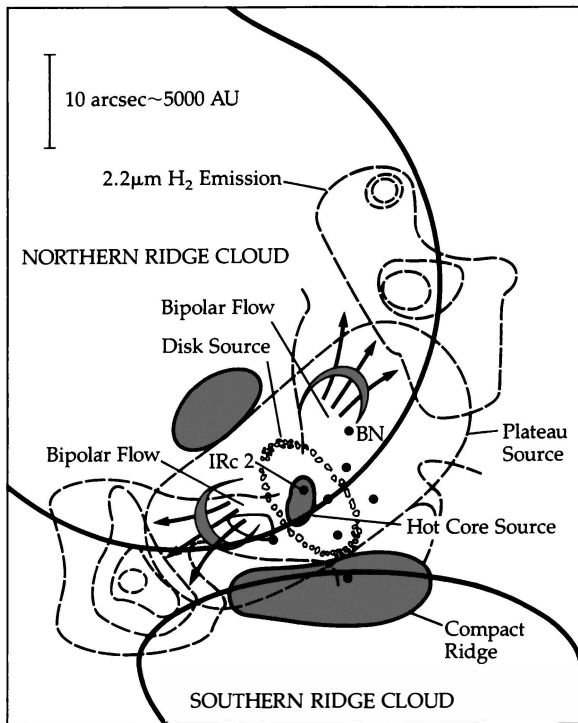 10 arcsec~5000 AU
2.2μm H₂ Emission
NORTHERN RIDGE CLOUD
Bipolar Flow
Disk Source
BN
Plateau
Source
Bipolar Flow
IRc 2
Hot Core Source
Compact
Ridge
SOUTHERN RIDGE CLOUD